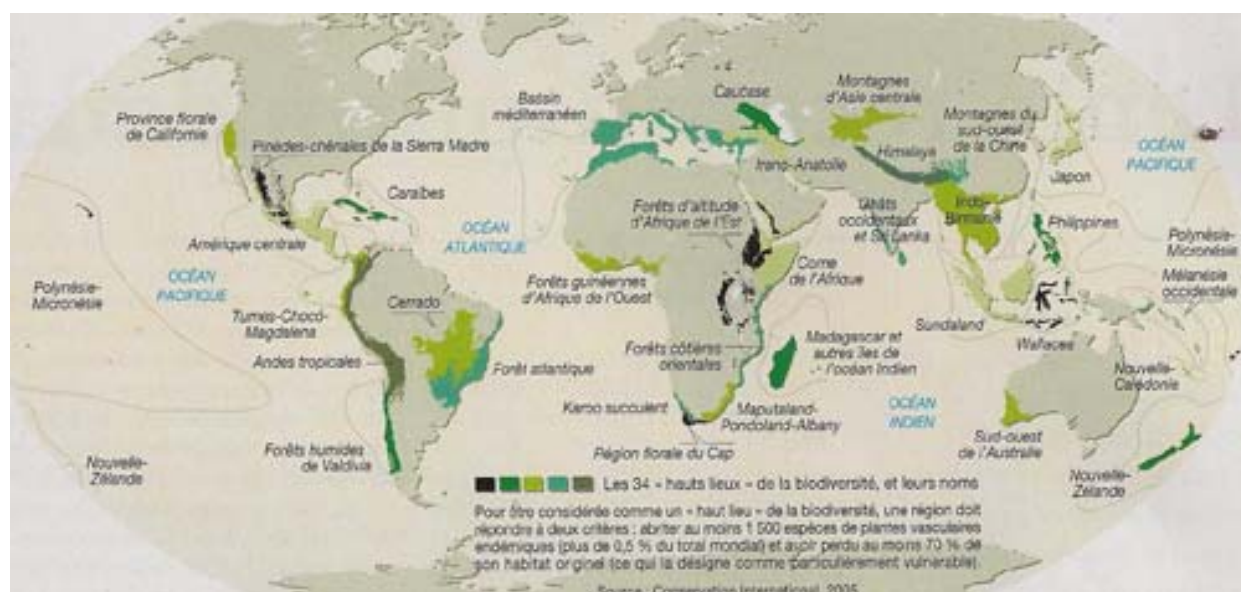 Province florale
de Californie
Pinèdes-chênaies de la Sierra Madre
Caraïbes
Amérique centrale
OCÉAN
ATLANTIQUE
OCÉAN
PACIFIQUE
Polynésie-
Micronésie
Tumes-Chocó-
Magdalena
Andes tropicales
Cerrado
Forêt atlantique
Forêts humides
de Valdivia
Nouvelle-
Zélande
Bassin
méditerranéen
Caucase
Irano-Anatolie
Montagnes
d'Asie centrale
Montagnes du
sud-ouest
de la Chine
Himalaya
Japon
OCÉAN
PACIFIQUE
Forêts d'altitude
d'Afrique de l'Est
Ghâts
occidentaux
et Sri Lanka
Indo-
Birmanie
Philippines
Polynésie-
Micronésie
Mélanésie
occidentale
Forêts guinéennes
d'Afrique de l'Ouest
Corne
de l'Afrique
Sundaland
Wallacea
Forêts côtières
orientales
Madagascar et
autres îles de
l'océan Indien
Nouvelle-
Calédonie
Karoo succulent
Maputaland-
Pondoland-Albany
OCÉAN
INDIEN
Région florale du Cap
Sud-ouest
de l'Australie
Nouvelle-
Zélande
Les 34 « hauts lieux » de la biodiversité, et leurs noms
Pour être considérée comme un « haut lieu » de la biodiversité, une région doit
répondre à deux critères : abriter au moins 1 500 espèces de plantes vasculaires
endémiques (plus de 0,5 % du total mondial) et avoir perdu au moins 70 % de
son habitat originel (ce qui la désigne comme particulièrement vulnérable).
Source : Conservation International, 2005